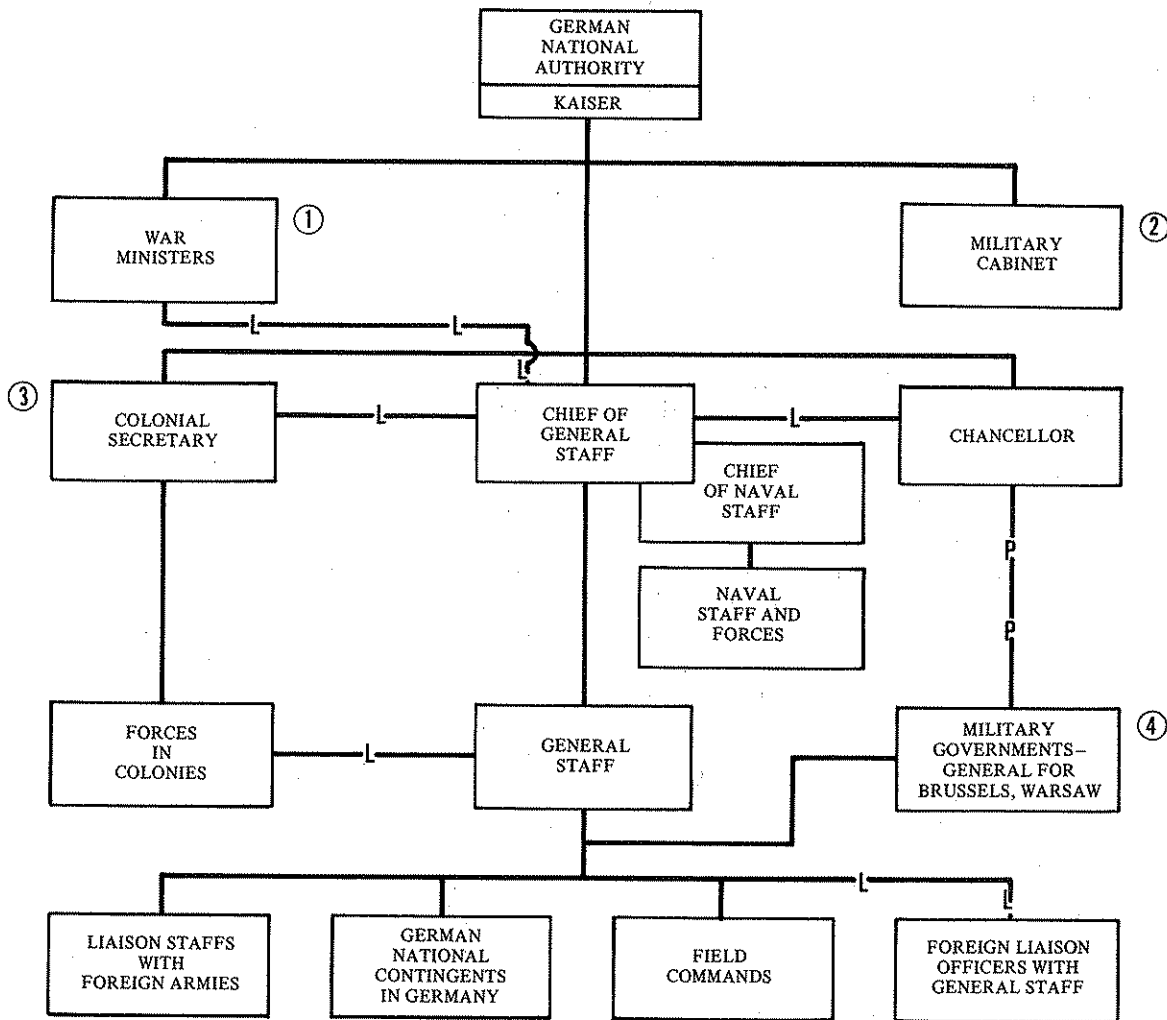 GERMAN
NATIONAL
AUTHORITY
KAISER
WAR
MINISTERS
①
MILITARY
CABINET
②
L
L
L
③
COLONIAL
SECRETARY
L
CHIEF OF
GENERAL
STAFF
L
CHANCELLOR
CHIEF
OF NAVAL
STAFF
P
NAVAL
STAFF AND
FORCES
P
FORCES
IN
COLONIES
L
GENERAL
STAFF
MILITARY
GOVERNMENTS–
GENERAL FOR
BRUSSELS, WARSAW
④
L
L
LIAISON STAFFS
WITH
FOREIGN ARMIES
GERMAN
NATIONAL
CONTINGENTS
IN GERMANY
FIELD
COMMANDS
FOREIGN LIAISON
OFFICERS WITH
GENERAL STAFF